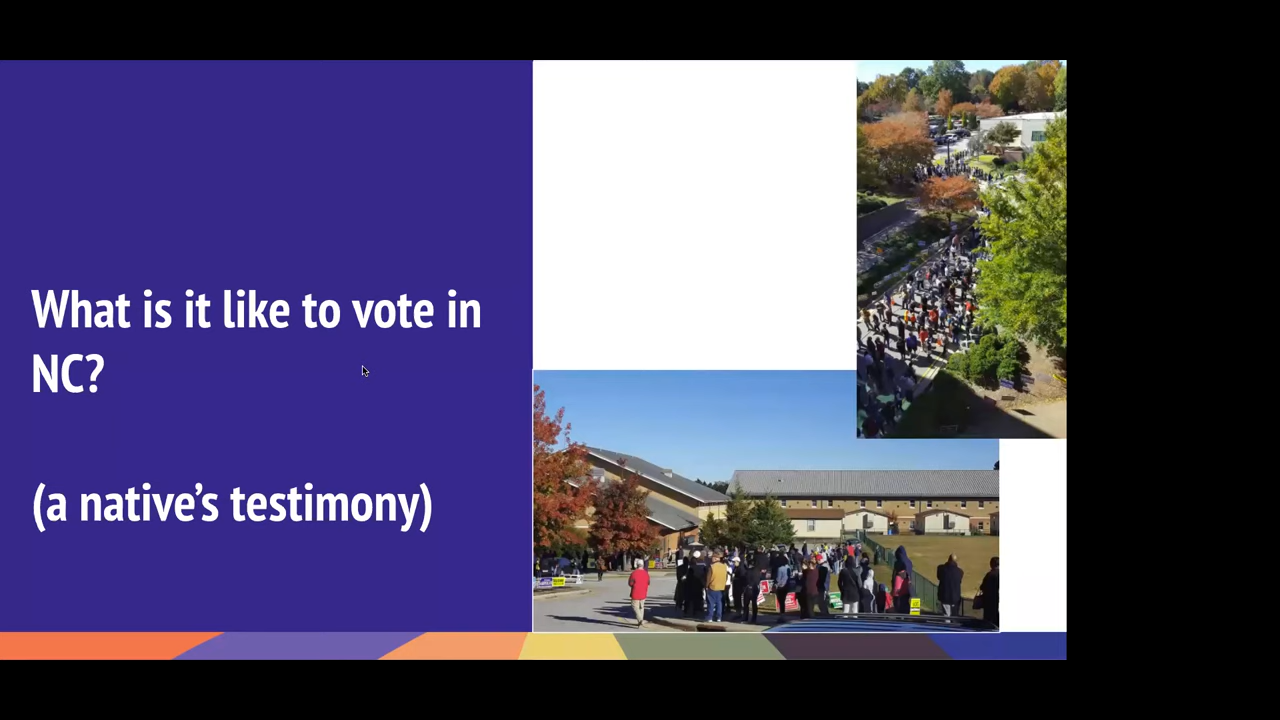 What is it like to vote in
NC?
(a native’s testimony)